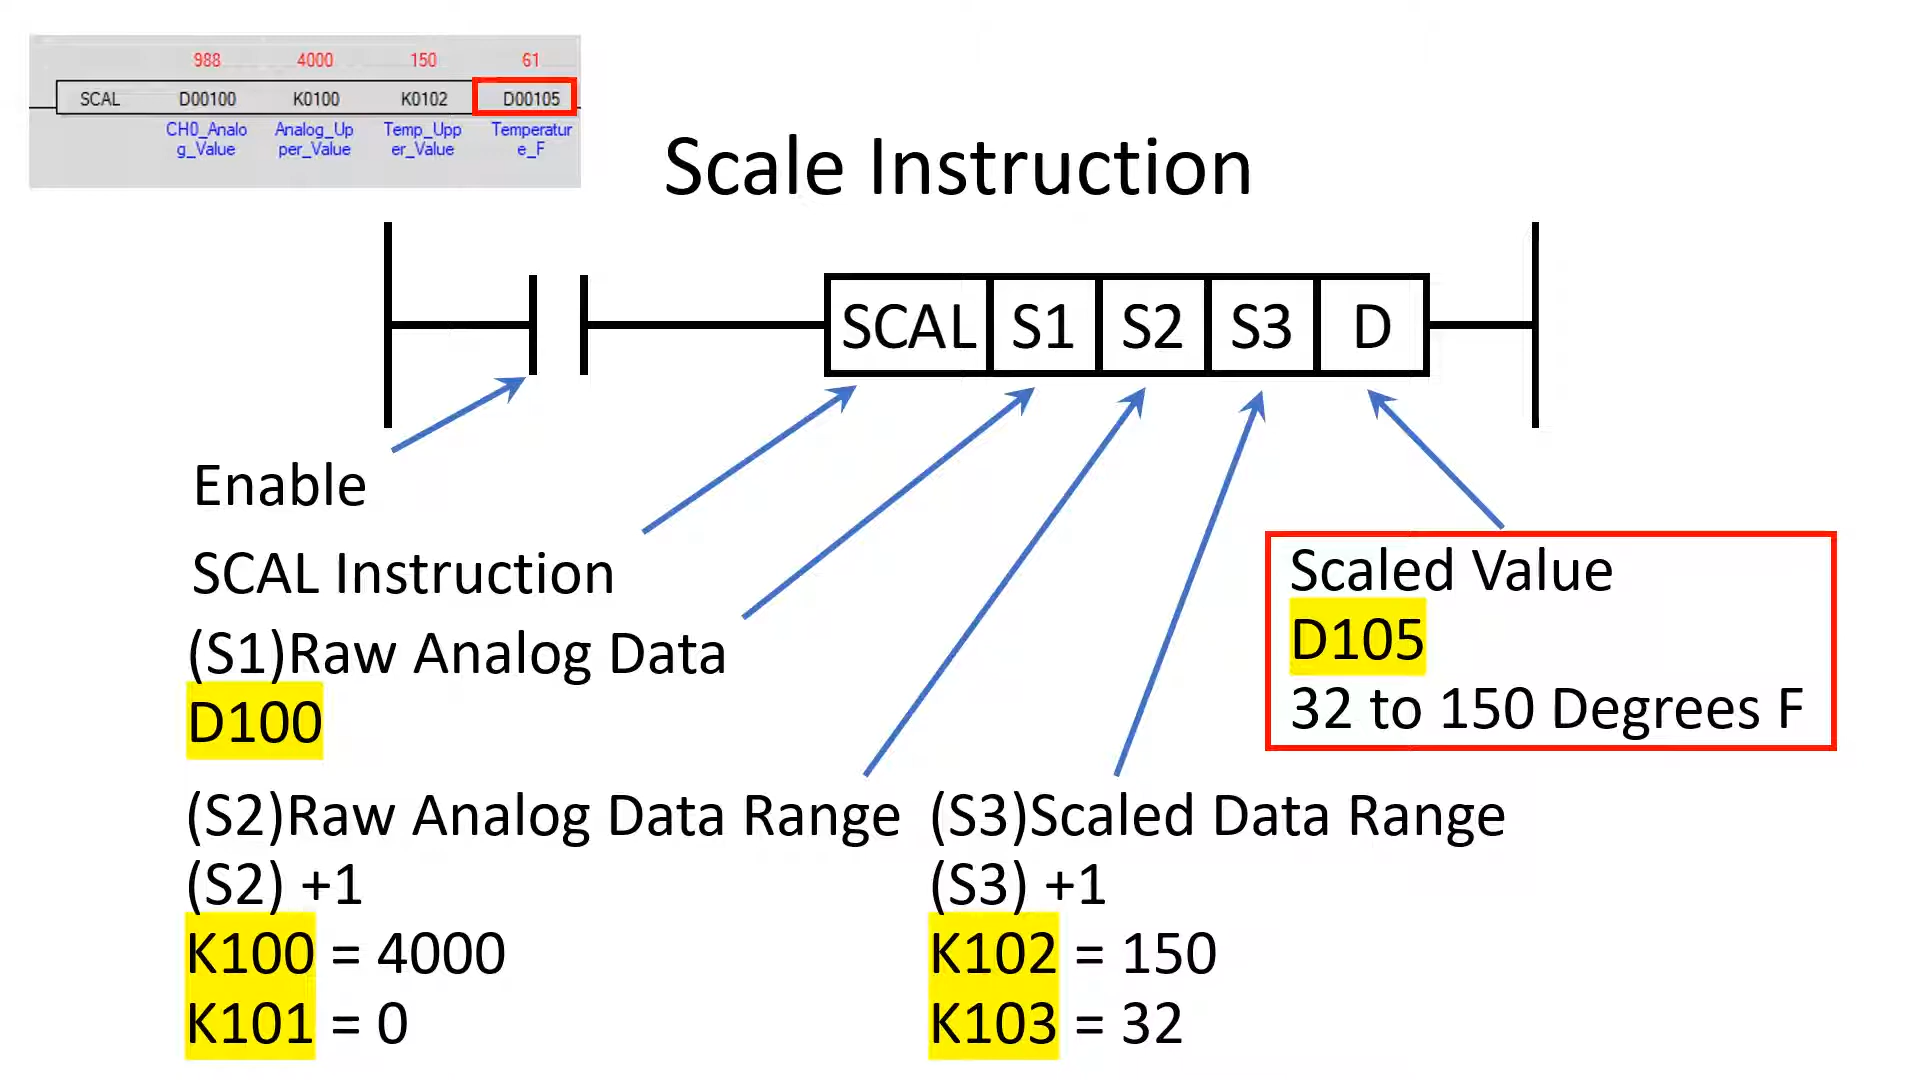 988 4000 150 61
SCAL D00100 K0100 K0102 D00105
CH0_Analo Analog_Up Temp_Upp Temperatur
g_Value per_Value er_Value e_F
Scale Instruction
SCAL S1 S2 S3 D
Enable
SCAL Instruction
(S1)Raw Analog Data
D100
Scaled Value
D105
32 to 150 Degrees F
(S2)Raw Analog Data Range
(S2) +1
K100 = 4000
K101 = 0
(S3)Scaled Data Range
(S3) +1
K102 = 150
K103 = 32